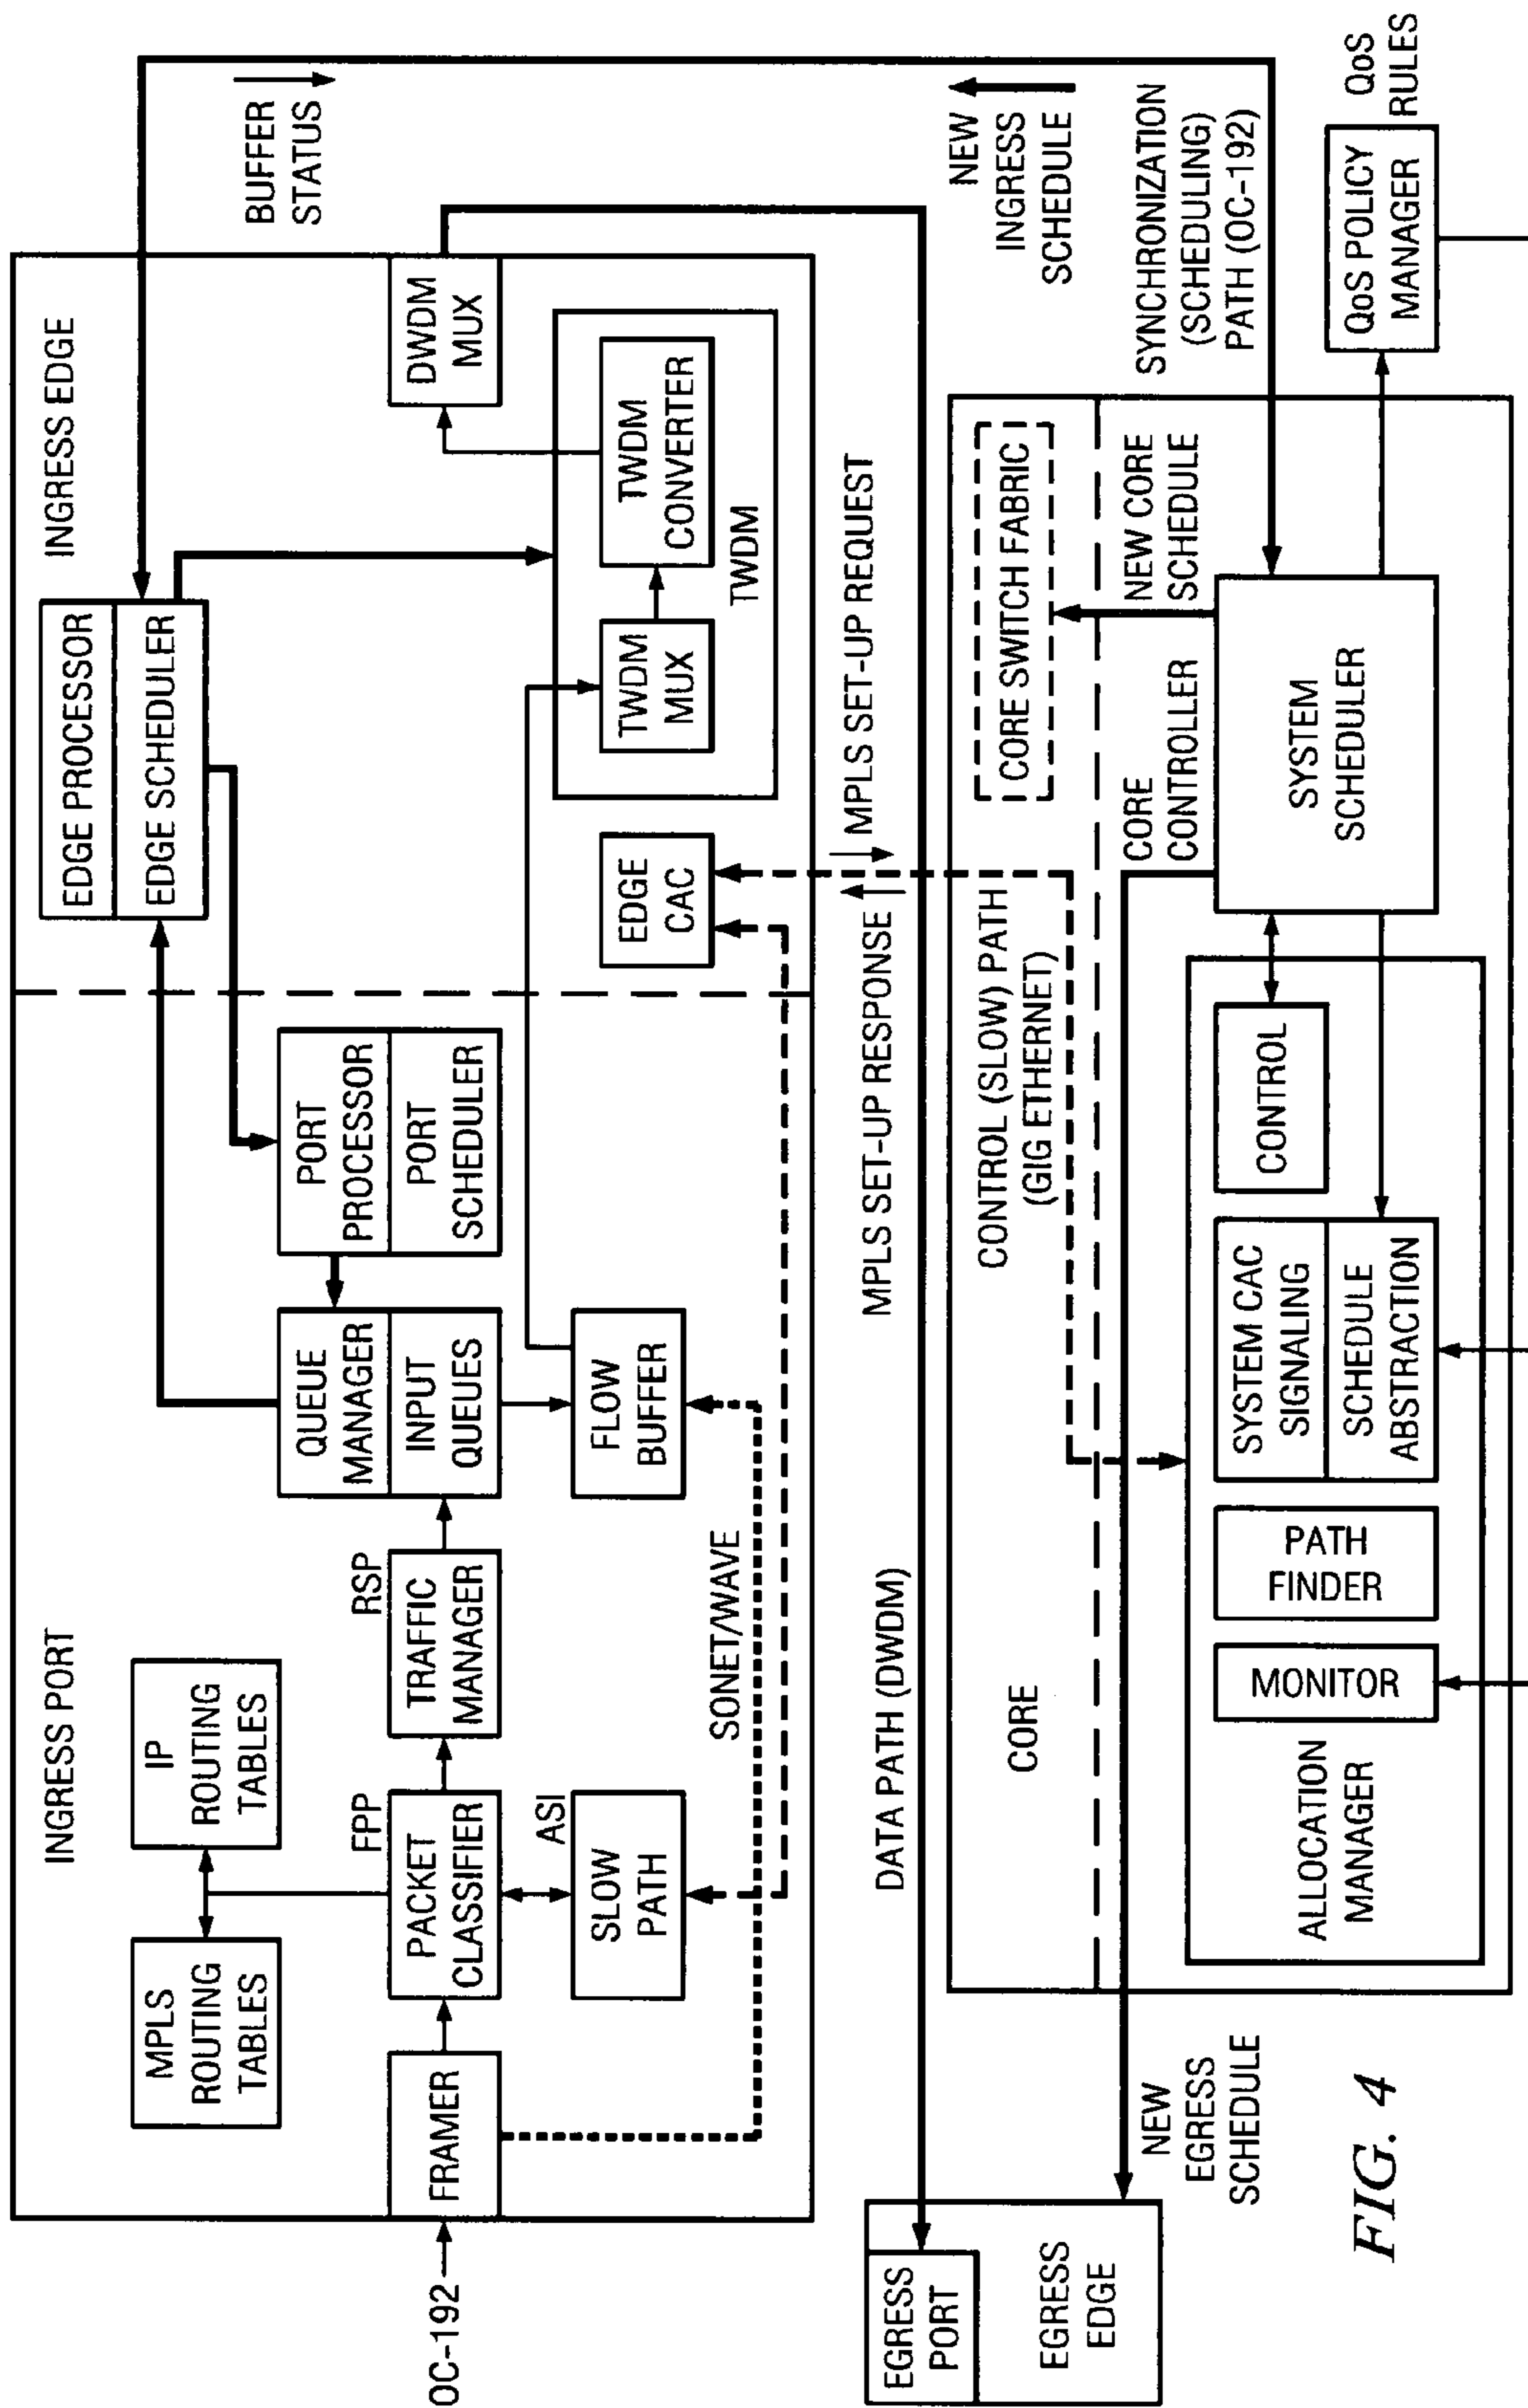 INGRESS PORT
INGRESS EDGE
MPLS
ROUTING
TABLES
IP
ROUTING
TABLES
EDGE PROCESSOR
EDGE SCHEDULER
BUFFER
STATUS
OC-192
FRAMER
FPP
PACKET
CLASSIFIER
RSP
TRAFFIC
MANAGER
QUEUE
MANAGER
INPUT
QUEUES
PORT
PROCESSOR
PORT
SCHEDULER
DWDM
MUX
ASI
SLOW
PATH
FLOW
BUFFER
EDGE
CAC
TWDM
MUX
TWDM
CONVERTER
TWDM
SONET/WAVE
MPLS SET-UP RESPONSE
MPLS SET-UP REQUEST
DATA PATH (DWDM)
EGRESS
PORT
EGRESS
EDGE
NEW
INGRESS
SCHEDULE
CORE
CONTROL (SLOW) PATH
(GIG ETHERNET)
CORE SWITCH FABRIC
SYNCHRONIZATION
(SCHEDULING)
PATH (OC-192)
NEW
EGRESS
SCHEDULE
CORE
CONTROLLER
NEW CORE
SCHEDULE
ALLOCATION
MANAGER
MONITOR
PATH
FINDER
SYSTEM CAC
SIGNALING
SCHEDULE
ABSTRACTION
CONTROL
SYSTEM
SCHEDULER
QoS POLICY
MANAGER
QoS
RULES
FIG. 4